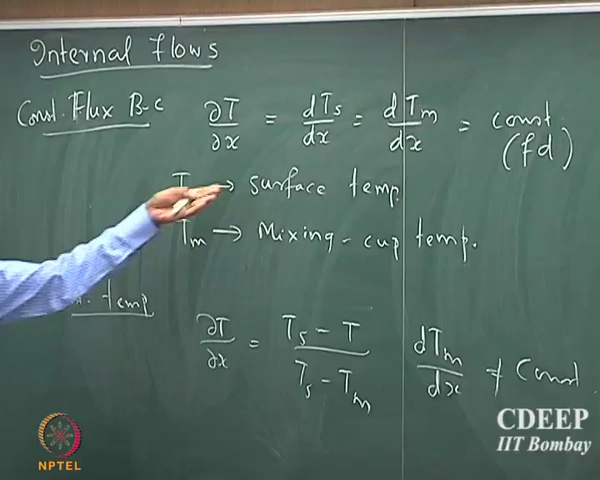 Internal Flows
Const. Flux B-C ∂T/∂x = dTs/dx = dTm/dx = const. (fd)
T → surface temp.
Tm → Mixing-cup temp.
temp
∂T/∂x = (Ts - T)/(Ts - Tm) dTm/dx ≠ Const.
CDEEP
IIT Bombay
NPTEL